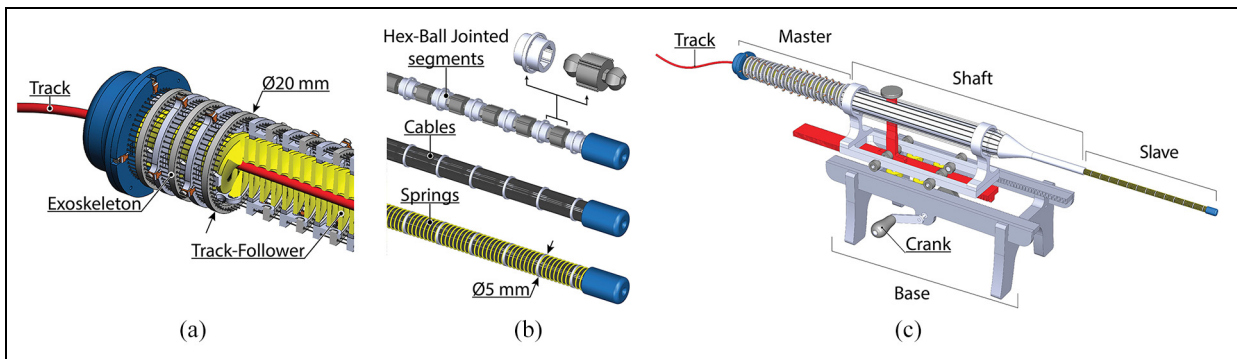 Track
Ø20 mm
Exoskeleton
Track-Follower
(a)
Hex-Ball Jointed
segments
Cables
Springs
Ø5 mm
(b)
Track
Master
Shaft
Slave
Crank
Base
(c)